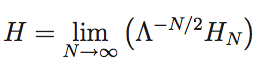 H = lim_{N→∞} (Λ^{-N/2} H_N)